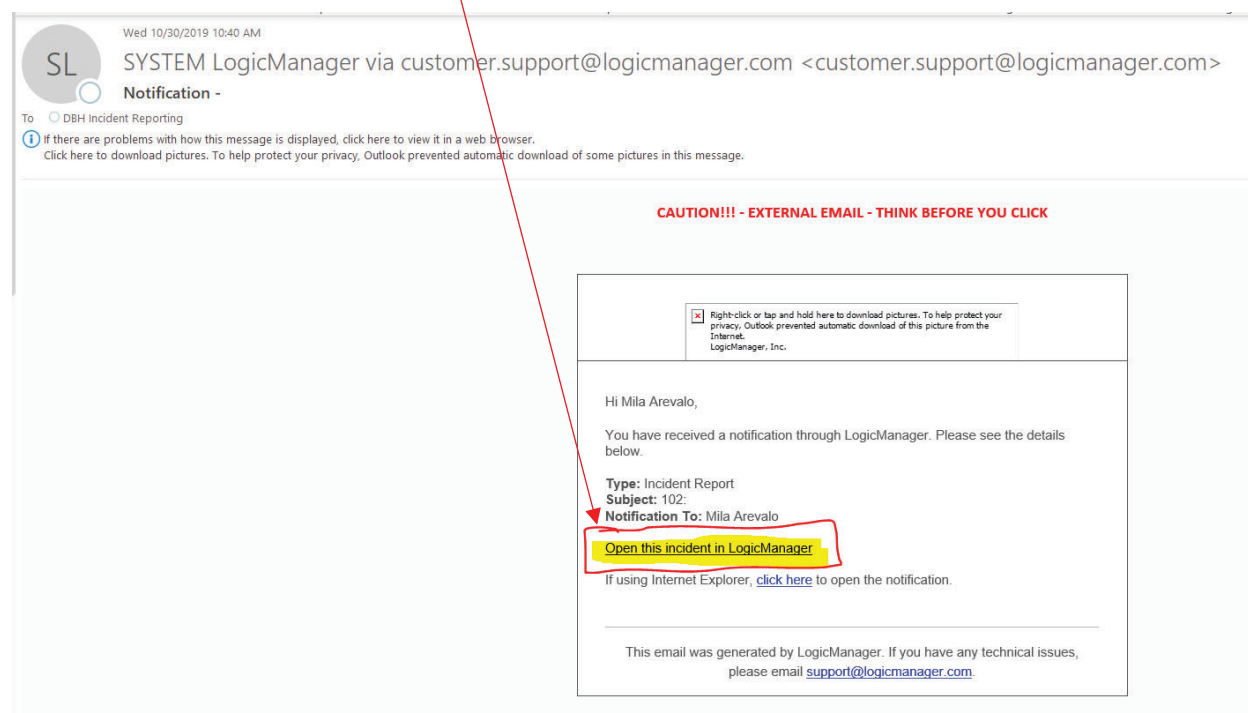 Wed 10/30/2019 10:40 AM
SL
SYSTEM LogicManager via customer.support@logicmanager.com <customer.support@logicmanager.com>
Notification -
To DBH Incident Reporting
If there are problems with how this message is displayed, click here to view it in a web browser.
Click here to download pictures. To help protect your privacy, Outlook prevented automatic download of some pictures in this message.
CAUTION!!! - EXTERNAL EMAIL - THINK BEFORE YOU CLICK
Right-click or tap and hold here to download pictures. To help protect your
privacy, Outlook prevented automatic download of this picture from the
Internet.
LogicManager, Inc.
Hi Mila Arevalo,
You have received a notification through LogicManager. Please see the details
below.
Type: Incident Report
Subject: 102:
Notification To: Mila Arevalo
Open this incident in LogicManager
If using Internet Explorer, click here to open the notification.
This email was generated by LogicManager. If you have any technical issues,
please email support@logicmanager.com.